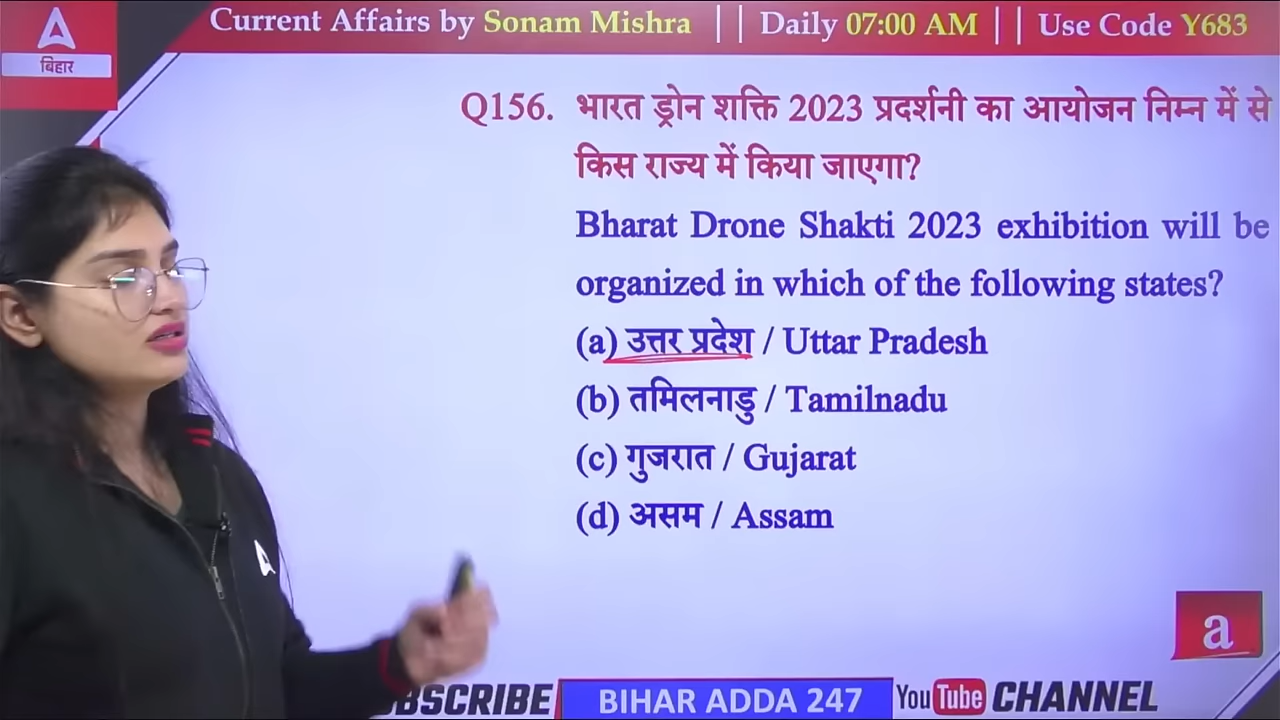 Current Affairs by Sonam Mishra || Daily 07:00 AM || Use Code Y683
बिहार
Q156. भारत ड्रोन शक्ति 2023 प्रदर्शनी का आयोजन निम्न में से
किस राज्य में किया जाएगा?
Bharat Drone Shakti 2023 exhibition will be
organized in which of the following states?
(a) उत्तर प्रदेश / Uttar Pradesh
(b) तमिलनाडु / Tamilnadu
(c) गुजरात / Gujarat
(d) असम / Assam
a
BSCRIBE BIHAR ADDA 247 YouTube CHANNEL